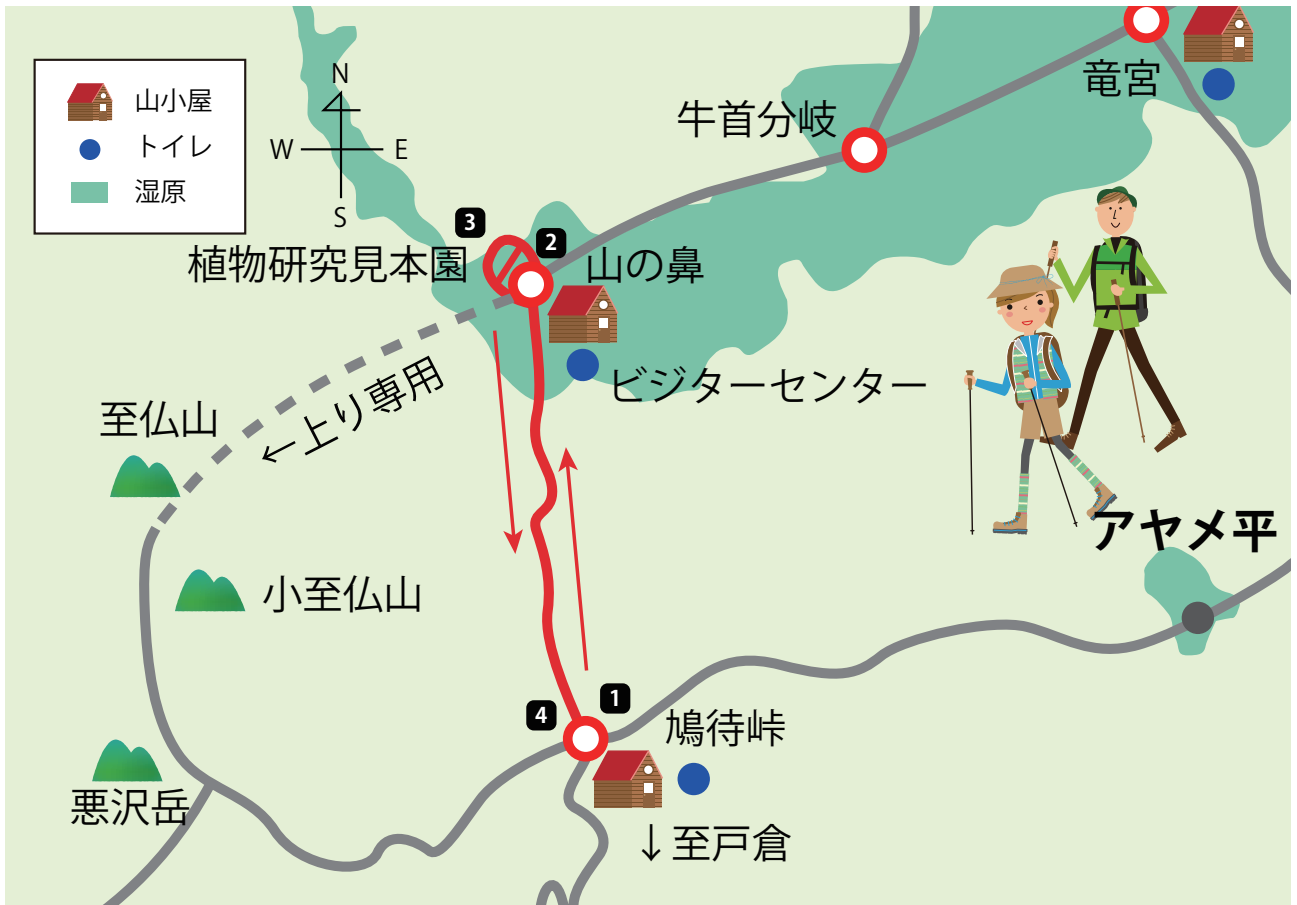 山小屋
トイレ
湿原
N
W
E
S
竜宮
牛首分岐
3
2
植物研究見本園
山の鼻
ビジターセンター
←上り専用
至仏山
アヤメ平
小至仏山
1
4
鳩待峠
悪沢岳
↓至戸倉